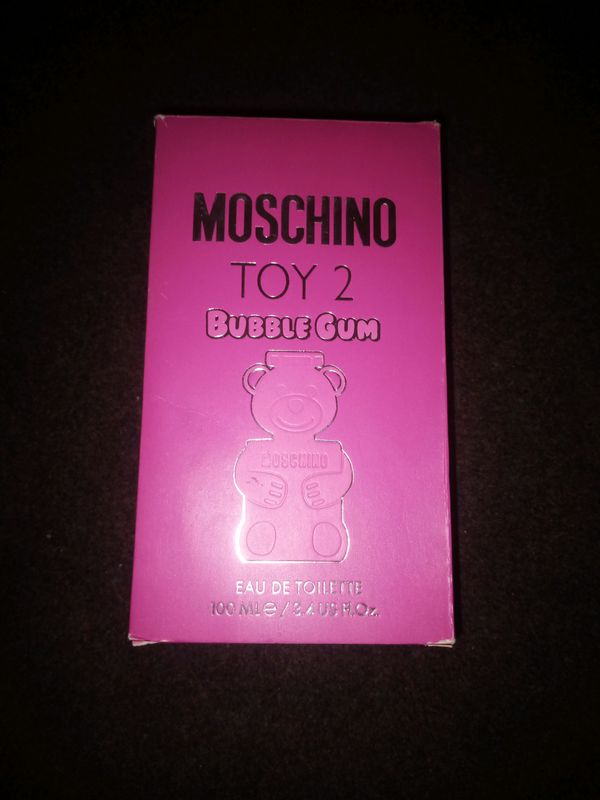 MOSCHINO
TOY 2
BUBBLE GUM
MOSCHINO
EAU DE TOILETTE
100 ML ℮ / 3.4 US FL.Oz.